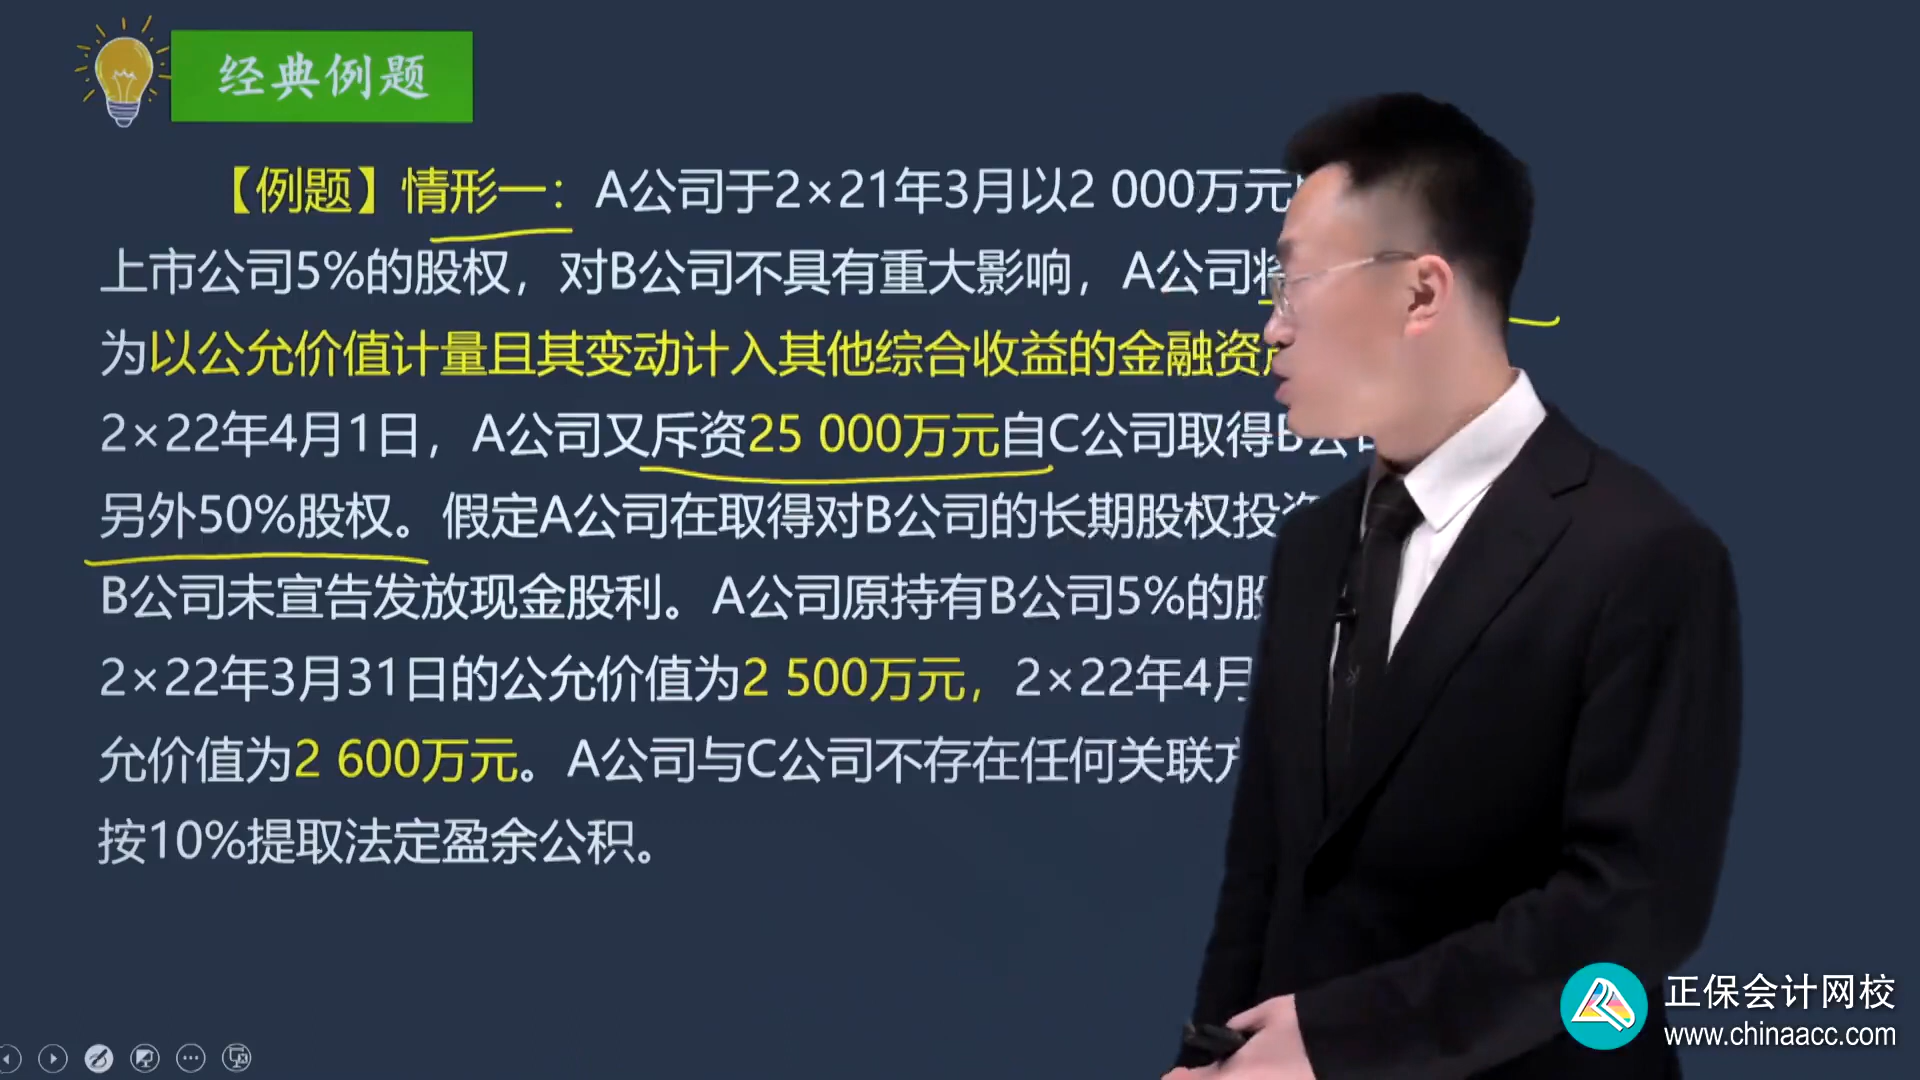 经典例题
【例题】情形一：A公司于2×21年3月以2 000万元
上市公司5%的股权，对B公司不具有重大影响，A公司将
为以公允价值计量且其变动计入其他综合收益的金融资产
2×22年4月1日，A公司又斥资25 000万元自C公司取得B公司
另外50%股权。假定A公司在取得对B公司的长期股权投资
B公司未宣告发放现金股利。A公司原持有B公司5%的股
2×22年3月31日的公允价值为2 500万元，2×22年4月
允价值为2 600万元。A公司与C公司不存在任何关联方
按10%提取法定盈余公积。
正保会计网校
www.chinaacc.com